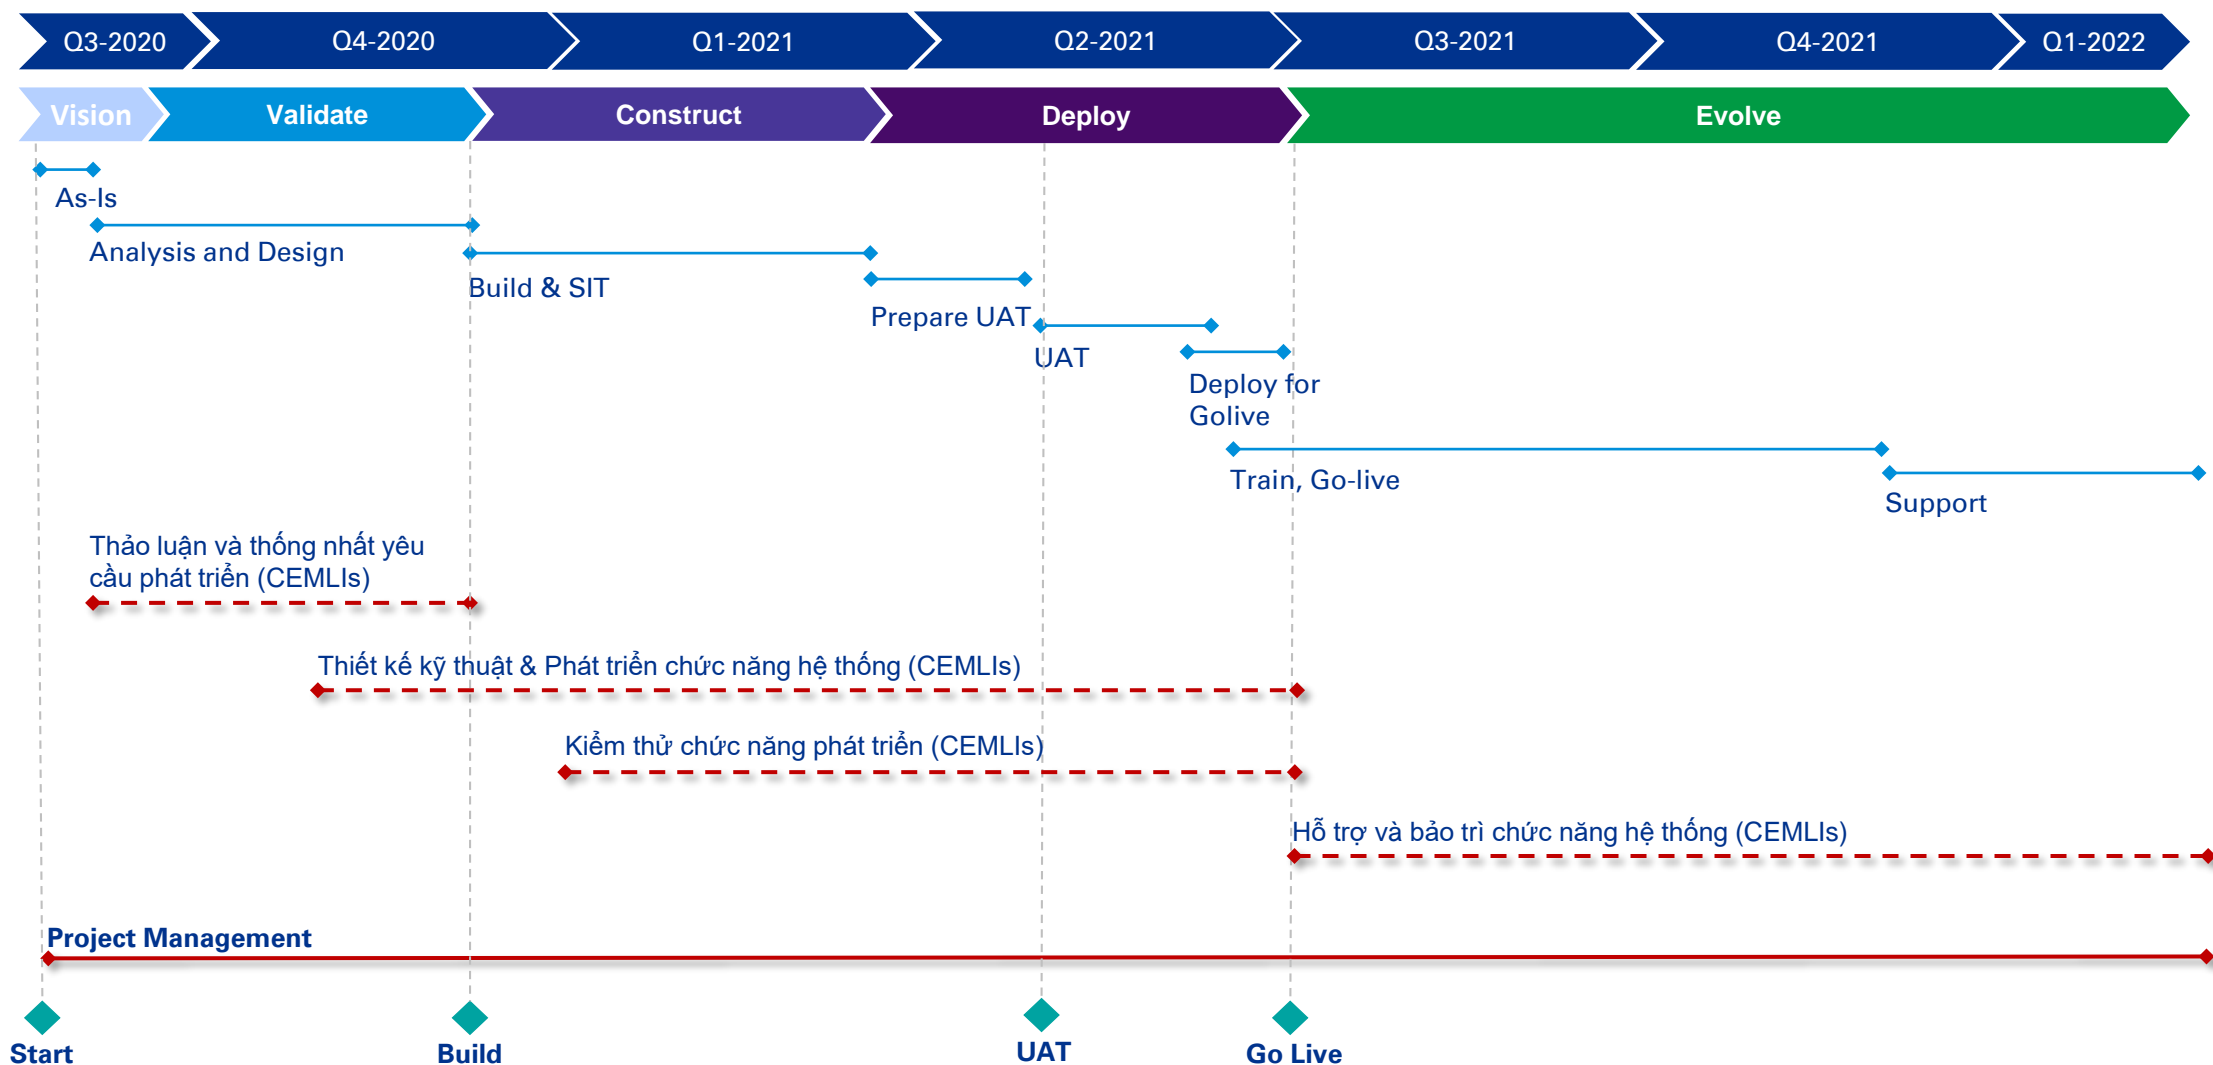 Q3-2020
Q4-2020
Q1-2021
Q2-2021
Q3-2021
Q4-2021
Q1-2022
Vision
Validate
Construct
Deploy
Evolve
As-Is
Analysis and Design
Build & SIT
Prepare UAT
UAT
Deploy for
Golive
Train, Go-live
Support
Thảo luận và thống nhất yêu
cầu phát triển (CEMLIs)
Thiết kế kỹ thuật & Phát triển chức năng hệ thống (CEMLIs)
Kiểm thử chức năng phát triển (CEMLIs)
Hỗ trợ và bảo trì chức năng hệ thống (CEMLIs)
Project Management
Start
Build
UAT
Go Live